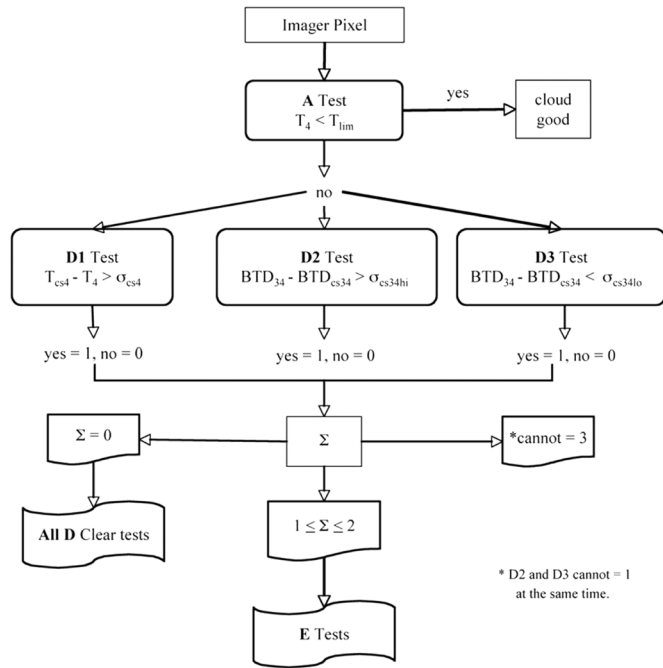 Imager Pixel
A Test
T4 < Tlim
yes
cloud
good
no
D1 Test
Tcs4 - T4 > σcs4
D2 Test
BTD34 - BTDcs34 > σcs34hi
D3 Test
BTD34 - BTDcs34 < σcs34lo
yes = 1, no = 0
yes = 1, no = 0
yes = 1, no = 0
Σ = 0
Σ
*cannot = 3
All D Clear tests
1 ≤ Σ ≤ 2
* D2 and D3 cannot = 1
at the same time.
E Tests